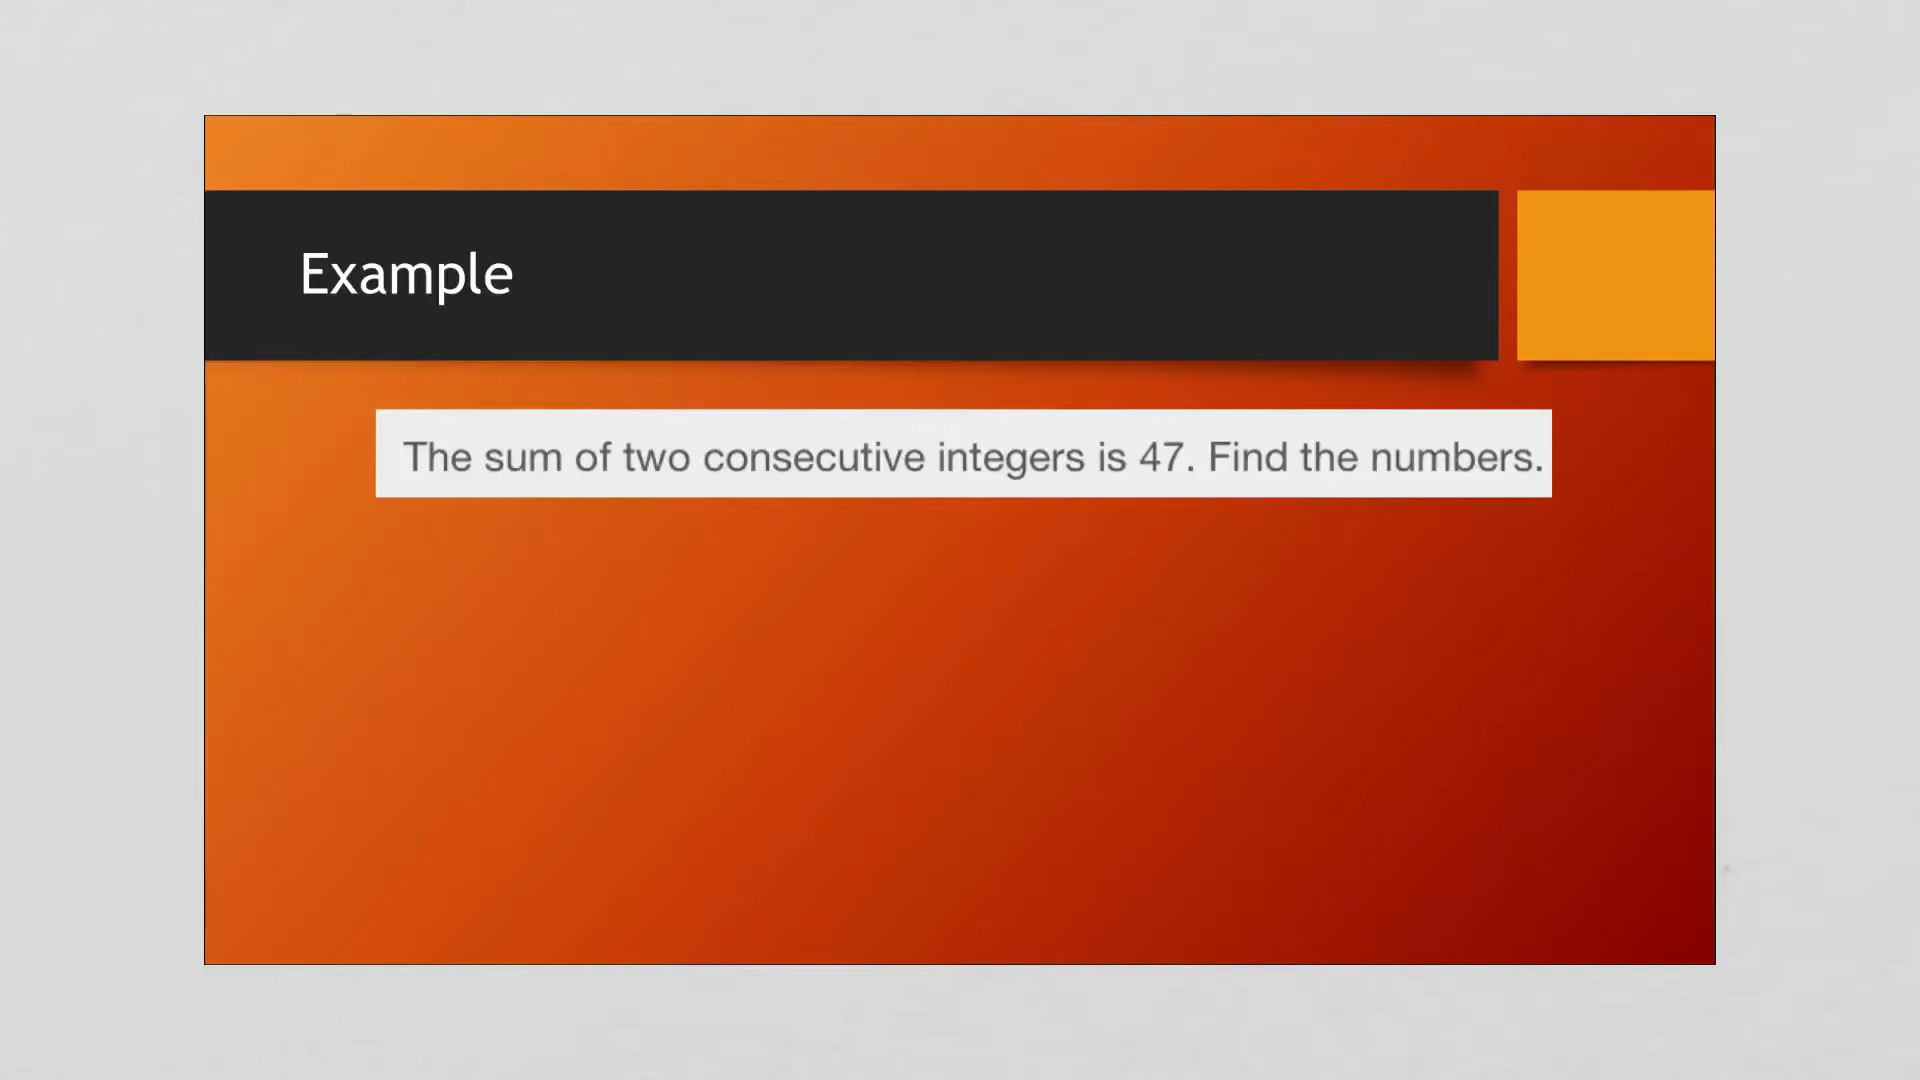 Example
The sum of two consecutive integers is 47. Find the numbers.